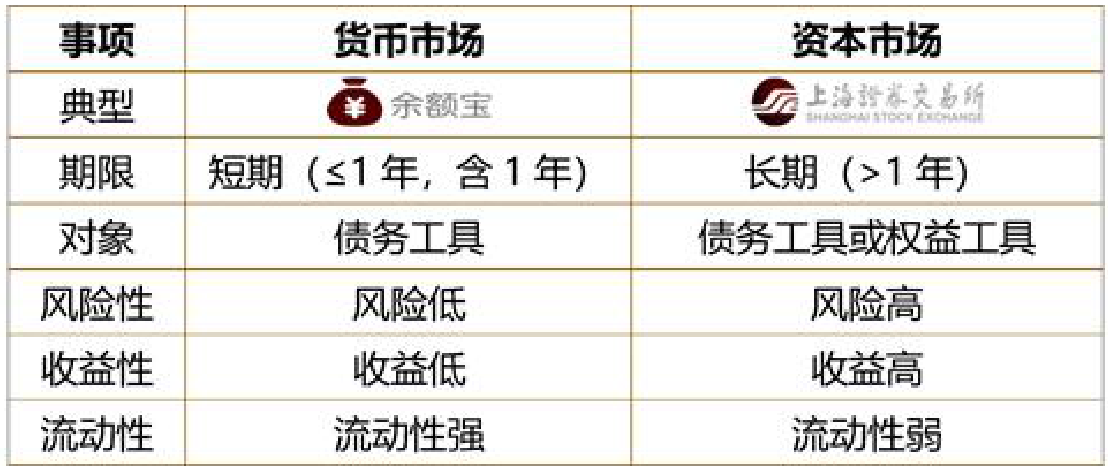 事项 货币市场 资本市场
典型 ¥ 余额宝 上海證券交易所
SHANGHAI STOCK EXCHANGE
期限 短期（≤1年，含1年） 长期（>1年）
对象 债务工具 债务工具或权益工具
风险性 风险低 风险高
收益性 收益低 收益高
流动性 流动性强 流动性弱